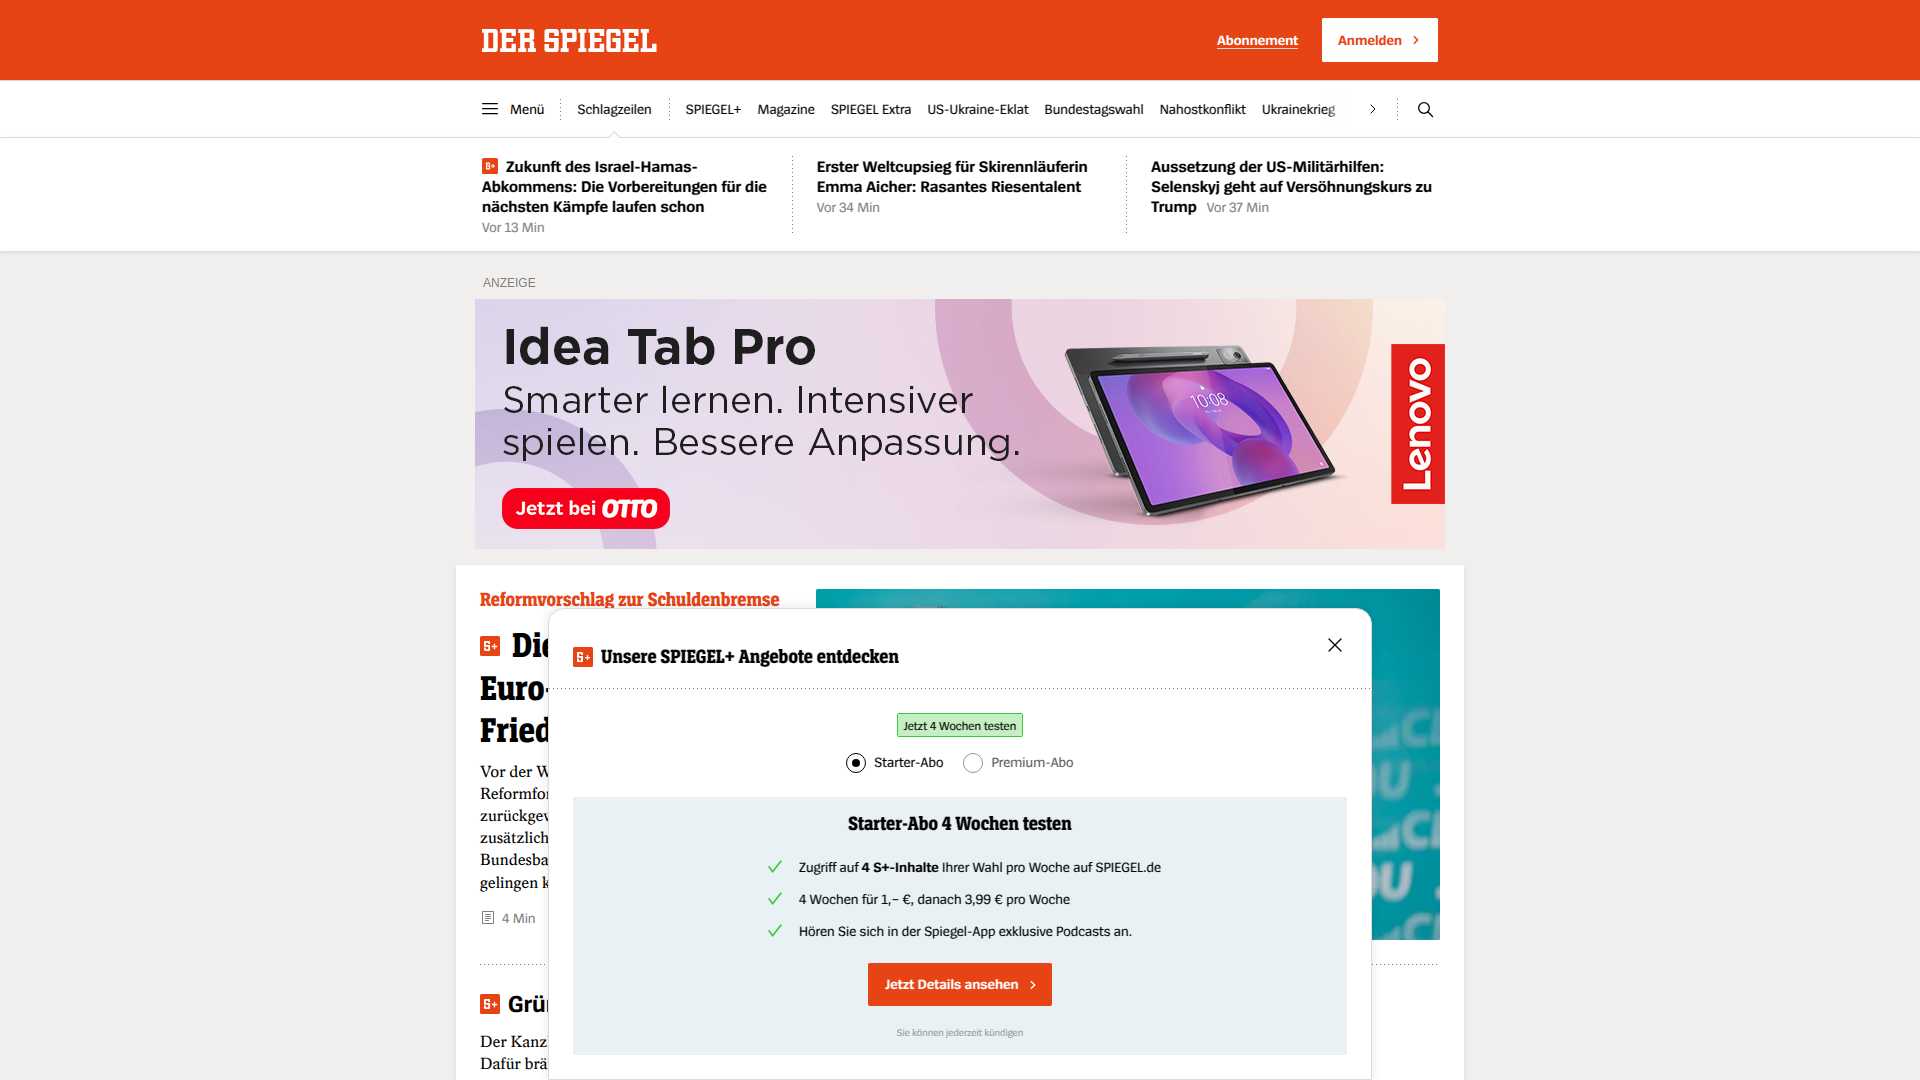 DER SPIEGEL
Abonnement
Anmelden
Menü
Schlagzeilen
SPIEGEL+
Magazine
SPIEGEL Extra
US-Ukraine-Eklat
Bundestagswahl
Nahostkonflikt
Ukrainekrieg
S+ Zukunft des Israel-Hamas-
Abkommens: Die Vorbereitungen für die
nächsten Kämpfe laufen schon
Vor 13 Min
Erster Weltcupsieg für Skirennläuferin
Emma Aicher: Rasantes Riesentalent
Vor 34 Min
Aussetzung der US-Militärhilfen:
Selenskyj geht auf Versöhnungskurs zu
Trump Vor 37 Min
ANZEIGE
Idea Tab Pro
Smarter lernen. Intensiver
spielen. Bessere Anpassung.
Jetzt bei OTTO
10:08
Lenovo
Reformvorschlag zur Schuldenbremse
S+ Die
Euro-
Fried
Vor der W
Reformfor
zurückgew
zusätzlich
Bundesba
gelingen k
4 Min
S+ Grün
Der Kanz
Dafür brä
S+ Unsere SPIEGEL+ Angebote entdecken
Jetzt 4 Wochen testen
Starter-Abo
Premium-Abo
Starter-Abo 4 Wochen testen
Zugriff auf 4 S+-Inhalte Ihrer Wahl pro Woche auf SPIEGEL.de
4 Wochen für 1,– €, danach 3,99 € pro Woche
Hören Sie sich in der Spiegel-App exklusive Podcasts an.
Jetzt Details ansehen
Sie können jederzeit kündigen